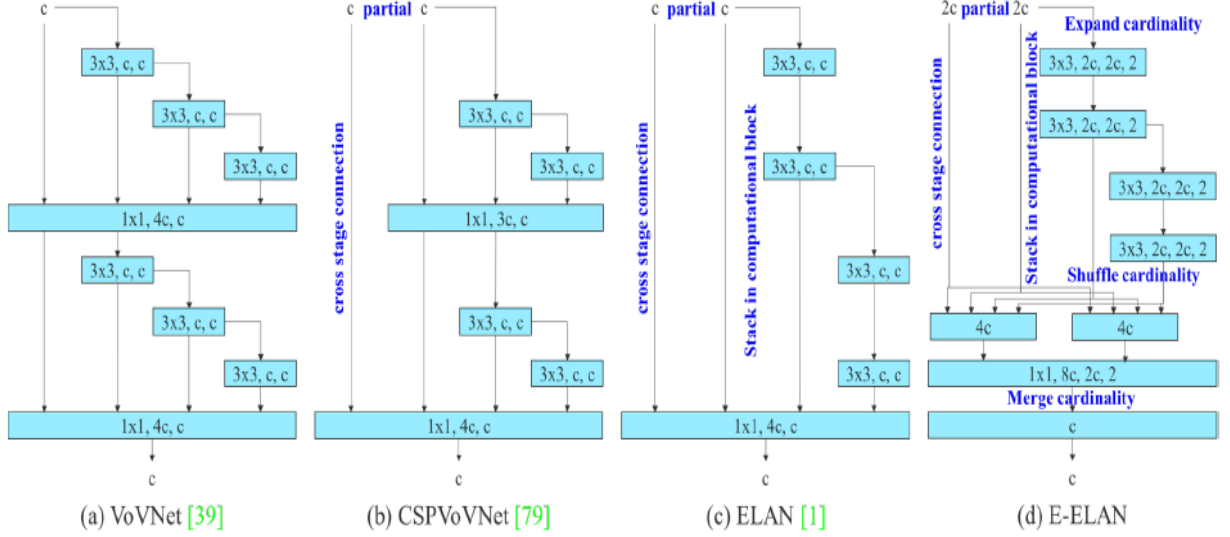 c
3x3, c, c
3x3, c, c
3x3, c, c
1x1, 4c, c
3x3, c, c
3x3, c, c
3x3, c, c
1x1, 4c, c
c
(a) VoVNet [39]
c partial c
cross stage connection
3x3, c, c
3x3, c, c
1x1, 3c, c
3x3, c, c
3x3, c, c
1x1, 4c, c
c
(b) CSPVoVNet [79]
c partial c
cross stage connection
Stack in computational block
3x3, c, c
3x3, c, c
3x3, c, c
3x3, c, c
1x1, 4c, c
c
(c) ELAN [1]
2c partial 2c
Expand cardinality
cross stage connection
Stack in computational block
3x3, 2c, 2c, 2
3x3, 2c, 2c, 2
3x3, 2c, 2c, 2
3x3, 2c, 2c, 2
Shuffle cardinality
4c
4c
1x1, 8c, 2c, 2
Merge cardinality
c
c
(d) E-ELAN